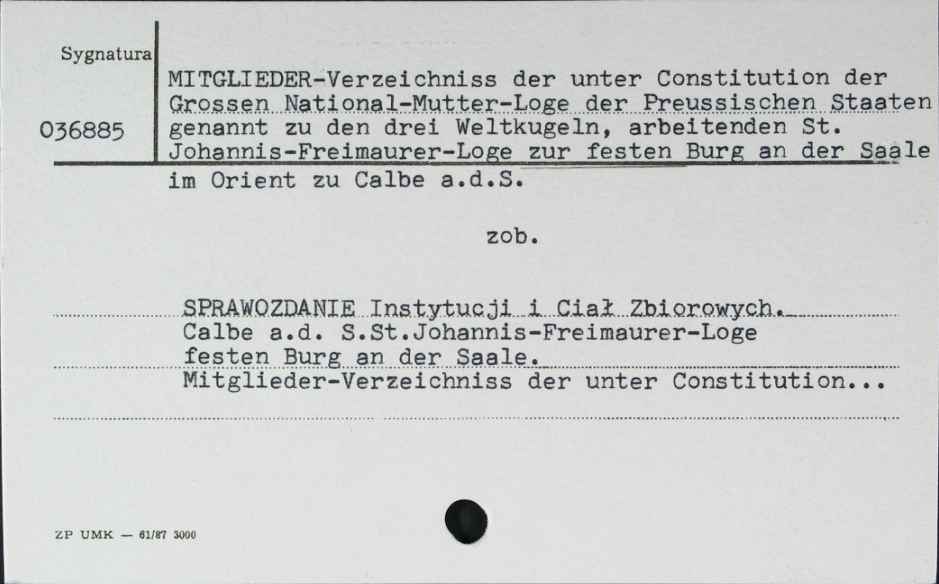 Sygnatura
036885
MITGLIEDER-Verzeichniss der unter Constitution der
Grossen National-Mutter-Loge der Preussischen Staaten
genannt zu den drei Weltkugeln, arbeitenden St.
Johannis-Freimaurer-Loge zur festen Burg an der Saale
im Orient zu Calbe a.d.S.
zob.
SPRAWOZDANIE Instytucji i Ciał Zbiorowych.
Calbe a.d. S.St.Johannis-Freimaurer-Loge
festen Burg an der Saale.
Mitglieder-Verzeichniss der unter Constitution...
ZP UMK — 61/87 3000